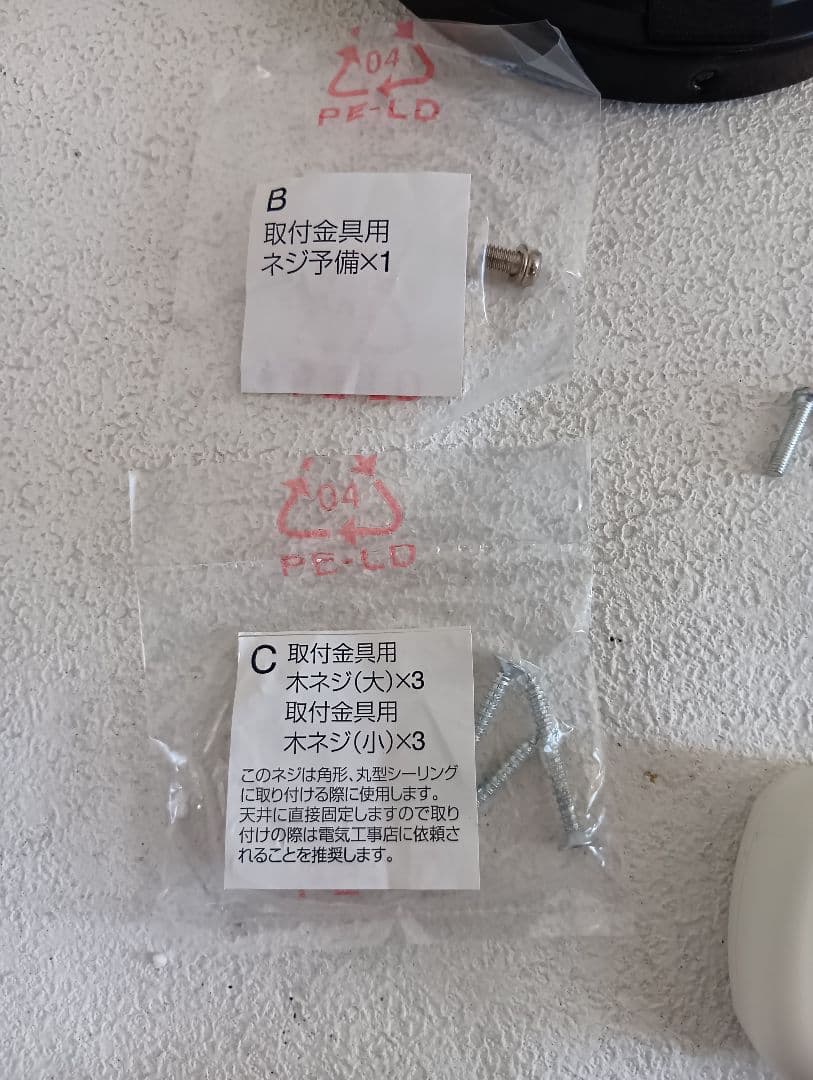 04
PE-LD
B
取付金具用
ネジ予備×1
04
PE-LD
C 取付金具用
木ネジ(大)×3
取付金具用
木ネジ(小)×3
このネジは角形、丸型シーリング
に取り付ける際に使用します。
天井に直接固定しますので取り
付けの際は電気工事店に依頼さ
れることを推奨します。